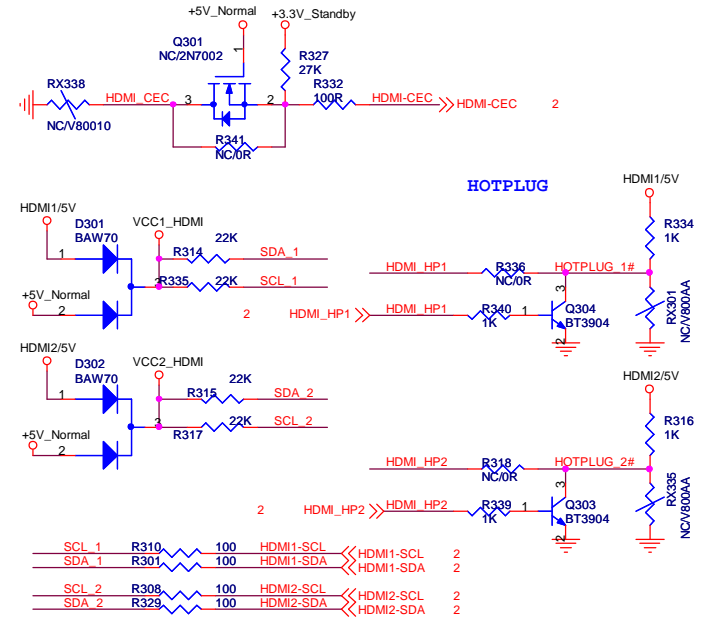 +5V_Normal
+3.3V_Standby
Q301
NC/2N7002
1
R327
27K
RX338
HDMI_CEC
3
2
R332
100R
HDMI-CEC
HDMI-CEC
2
NC/V80010
R341
NC/0R
HOTPLUG
HDMI1/5V
HDMI1/5V
D301
BAW70
VCC1_HDMI
R334
1K
1
R314
22K
SDA_1
3
R335
22K
SCL_1
+5V_Normal
2
HDMI_HP1
R336
NC/0R
HOTPLUG_1#
2
HDMI_HP1
HDMI_HP1
R340
1K
1
3
2
Q304
BT3904
RX301
NC/V800AA
HDMI2/5V
D302
BAW70
VCC2_HDMI
HDMI2/5V
1
R315
22K
SDA_2
3
R317
22K
SCL_2
R316
1K
+5V_Normal
2
HDMI_HP2
R318
NC/0R
HOTPLUG_2#
2
HDMI_HP2
HDMI_HP2
R339
1K
1
3
2
Q303
BT3904
RX335
NC/V800AA
SCL_1
R310
100
HDMI1-SCL
HDMI1-SCL
2
SDA_1
R301
100
HDMI1-SDA
HDMI1-SDA
2
SCL_2
R308
100
HDMI2-SCL
HDMI2-SCL
2
SDA_2
R329
100
HDMI2-SDA
HDMI2-SDA
2